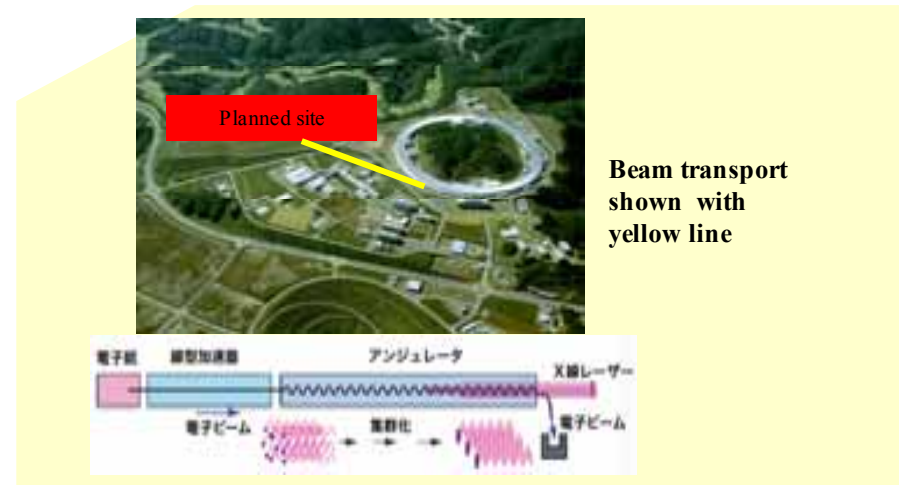 Planned site
Beam transport
shown with
yellow line
電子銃
線型加速器
アンジュレータ
X線レーザー
電子ビーム
集群化
電子ビーム